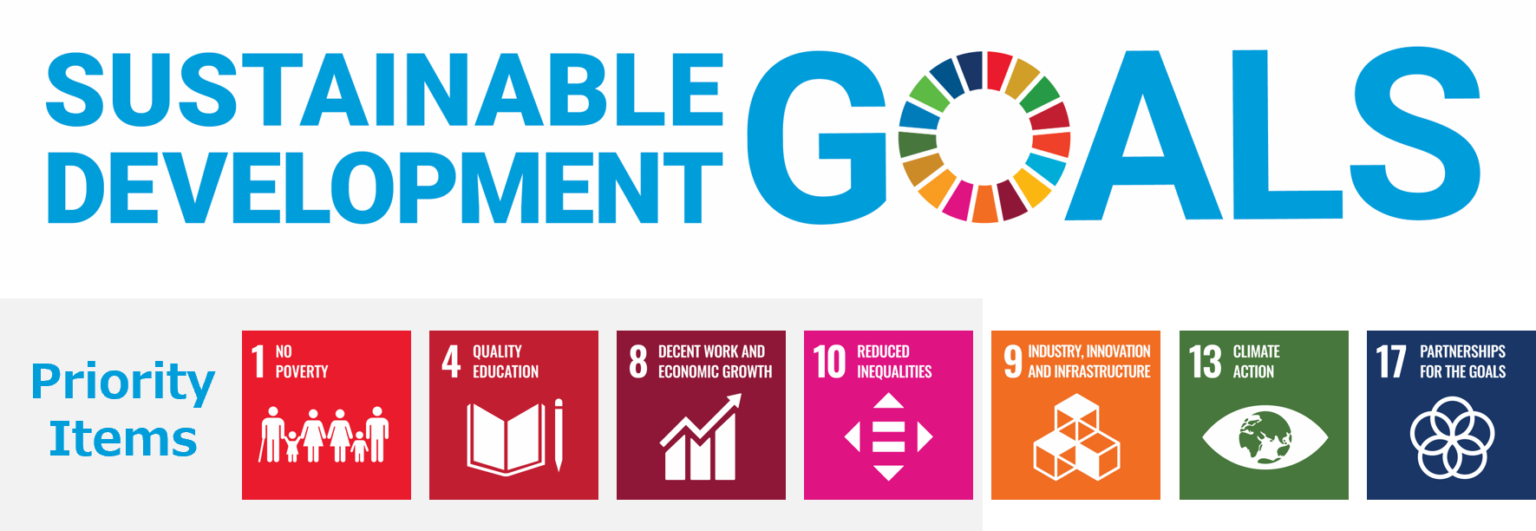 SUSTAINABLE
DEVELOPMENT
GOALS
Priority
Items
1 NO
POVERTY
4 QUALITY
EDUCATION
8 DECENT WORK AND
ECONOMIC GROWTH
10 REDUCED
INEQUALITIES
9 INDUSTRY, INNOVATION
AND INFRASTRUCTURE
13 CLIMATE
ACTION
17 PARTNERSHIPS
FOR THE GOALS